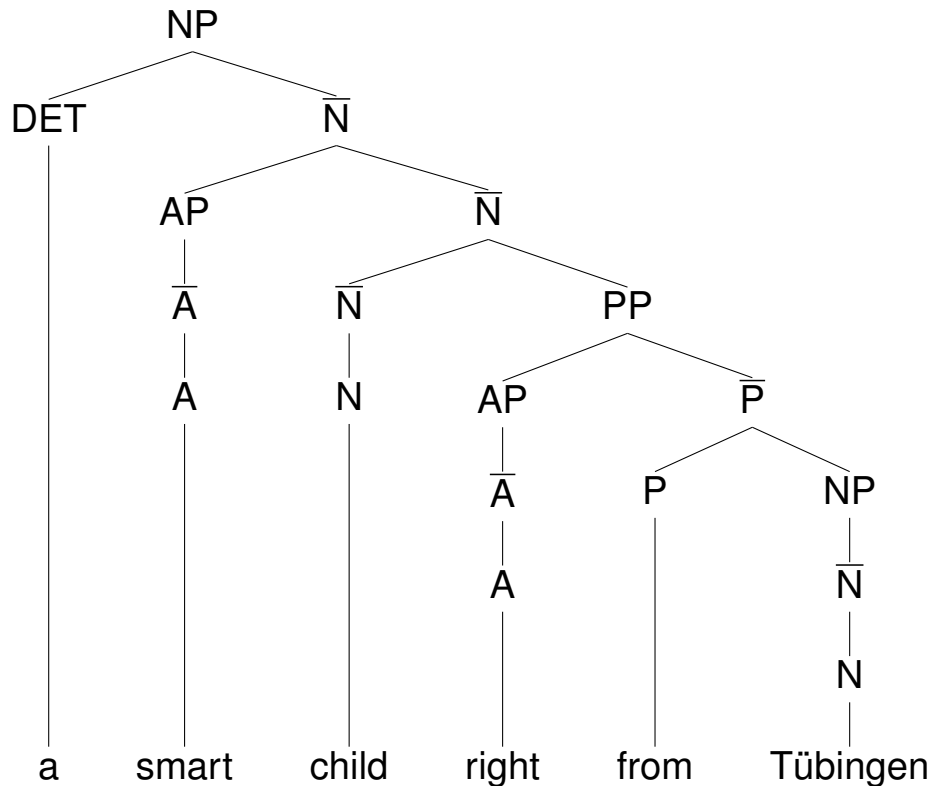 NP
DET N̅
AP N̅
A̅ N̅ PP
A N AP P̅
A̅ P NP
A N̅
N
a smart child right from Tübingen